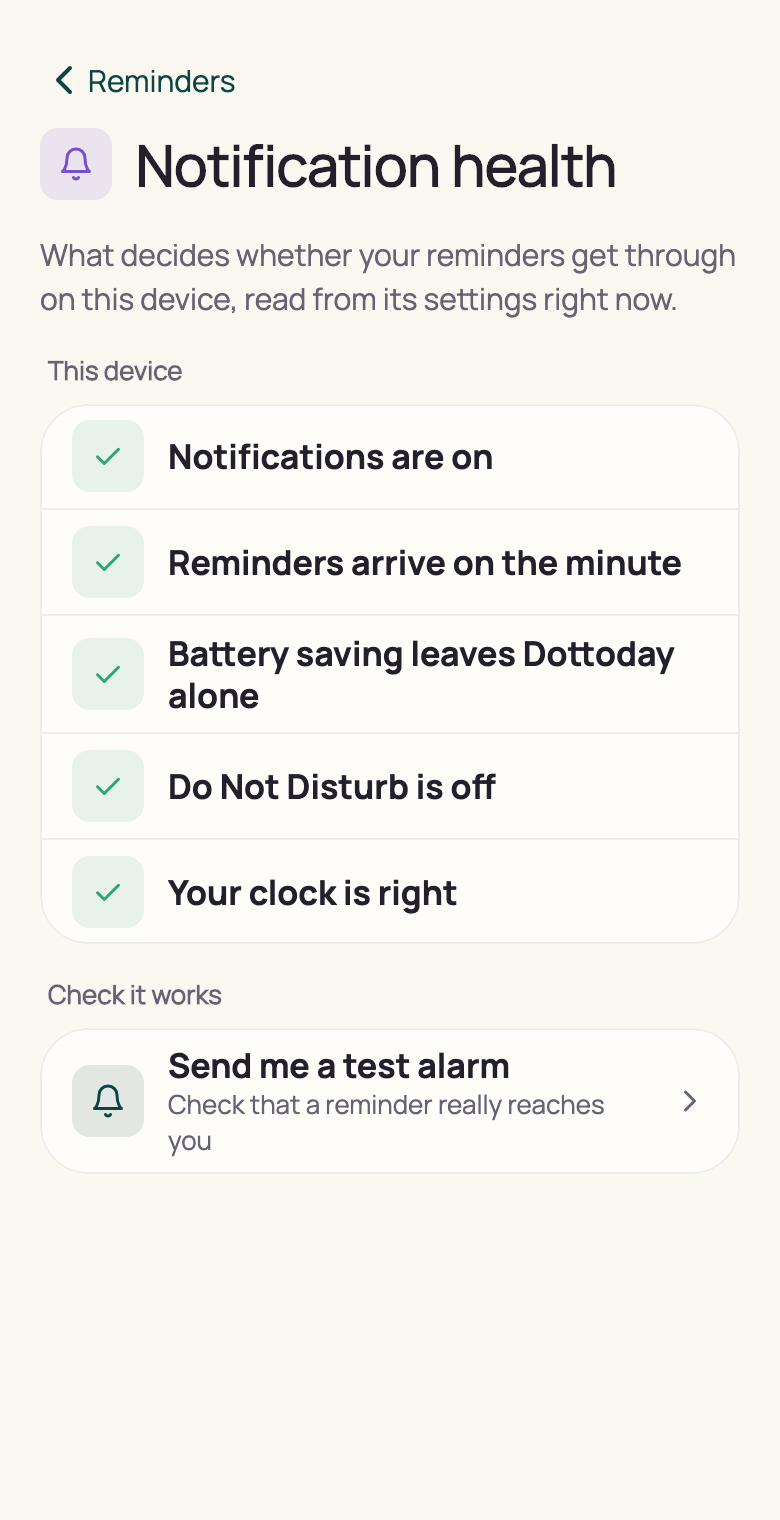 Reminders
Notification health
What decides whether your reminders get through
on this device, read from its settings right now.
This device
Notifications are on
Reminders arrive on the minute
Battery saving leaves Dottoday
alone
Do Not Disturb is off
Your clock is right
Check it works
Send me a test alarm
Check that a reminder really reaches
you